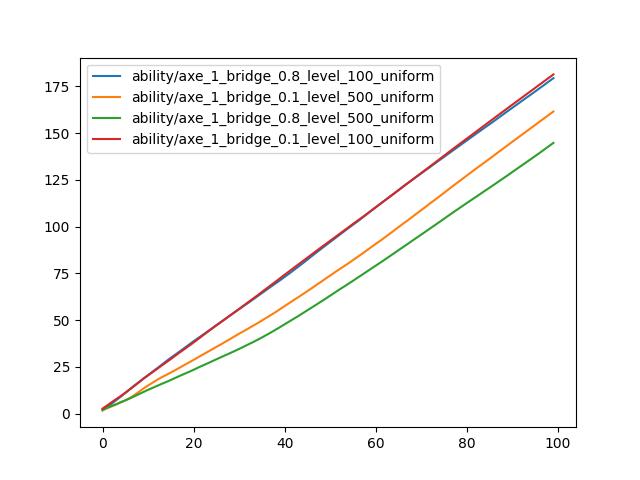 ability/axe_1_bridge_0.8_level_100_uniform
ability/axe_1_bridge_0.1_level_500_uniform
ability/axe_1_bridge_0.8_level_500_uniform
ability/axe_1_bridge_0.1_level_100_uniform
175
150
125
100
75
50
25
0
0 20 40 60 80 100